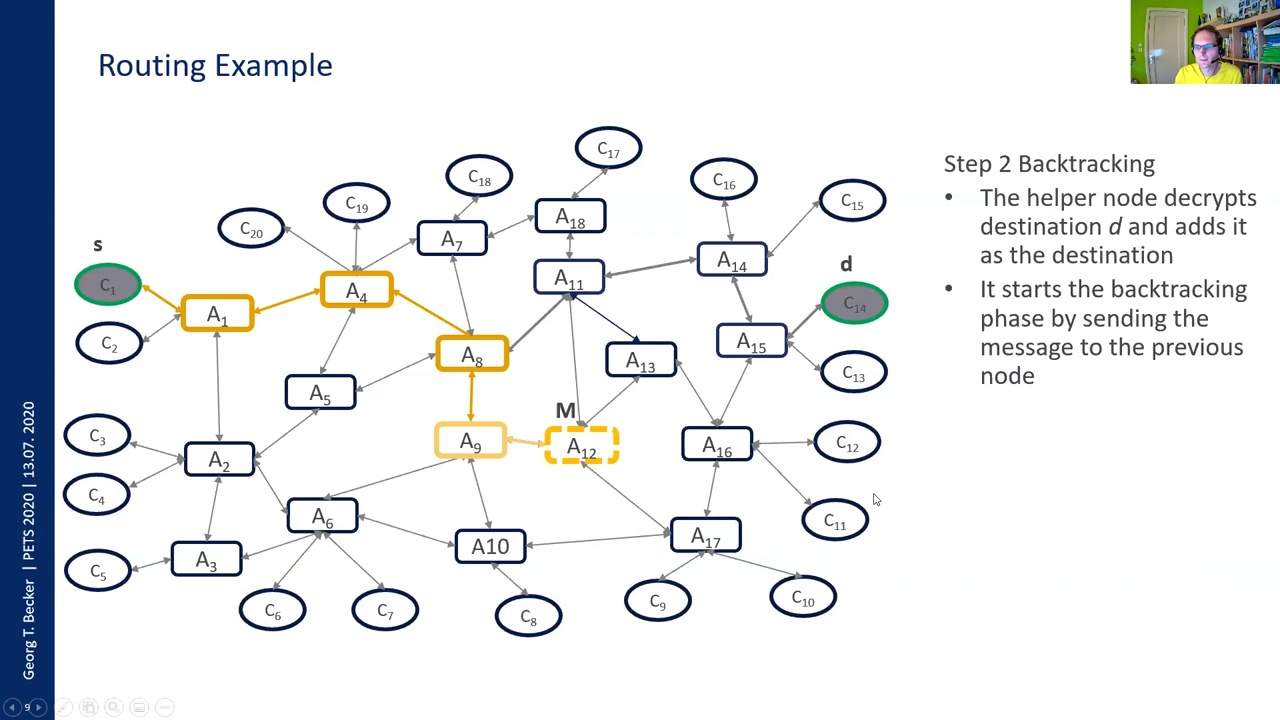 Routing Example
Step 2 Backtracking
• The helper node decrypts
destination d and adds it
as the destination
• It starts the backtracking
phase by sending the
message to the previous
node
C17
C18
C16
C19
C15
A18
C20
A7
s
A14
d
A11
C1
A4
C14
A1
C2
A15
A8
A13
C13
A5
M
C3
A9
A12
A16
C12
A2
C4
A6
C11
A17
A10
A3
C5
C9
C10
C6
C7
C8
Georg T. Becker | PETS 2020 | 13.07. 2020
9